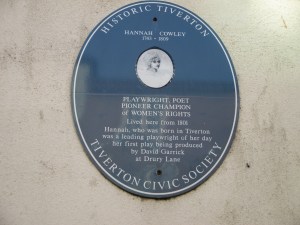 HISTORIC TIVERTON
HANNAH COWLEY
1743 - 1809
PLAYWRIGHT, POET
PIONEER CHAMPION
of WOMEN'S RIGHTS
Lived here from 1801
Hannah, who was born in Tiverton
was a leading playwright of her day
her first play being produced
by David Garrick
at Drury Lane
TIVERTON CIVIC SOCIETY